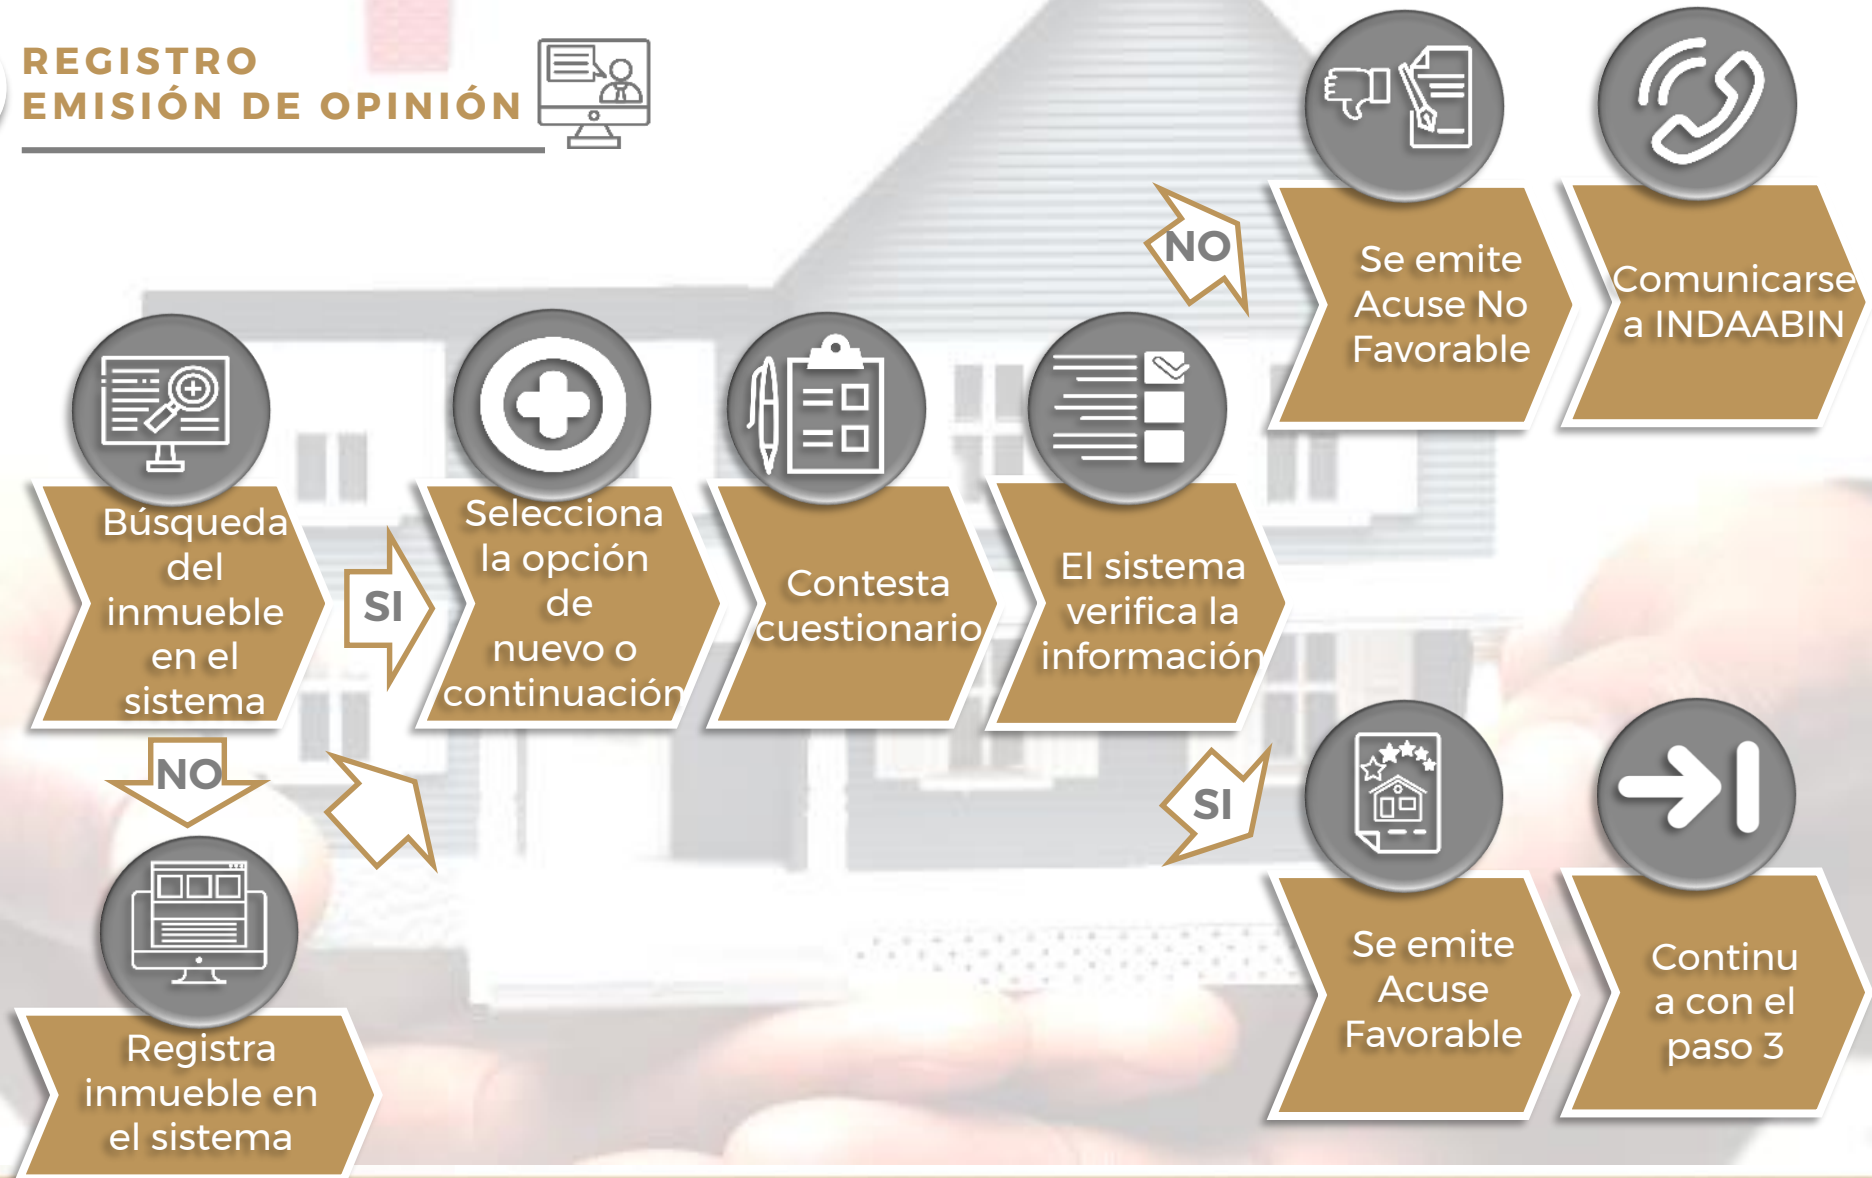 REGISTRO
EMISIÓN DE OPINIÓN
Búsqueda
del
inmueble
en el
sistema
SI
NO
Registra
inmueble en
el sistema
Selecciona
la opción
de
nuevo o
continuación
Contesta
cuestionario
El sistema
verifica la
información
NO
Se emite
Acuse No
Favorable
Comunicarse
a INDAABIN
SI
Se emite
Acuse
Favorable
Continu
a con el
paso 3